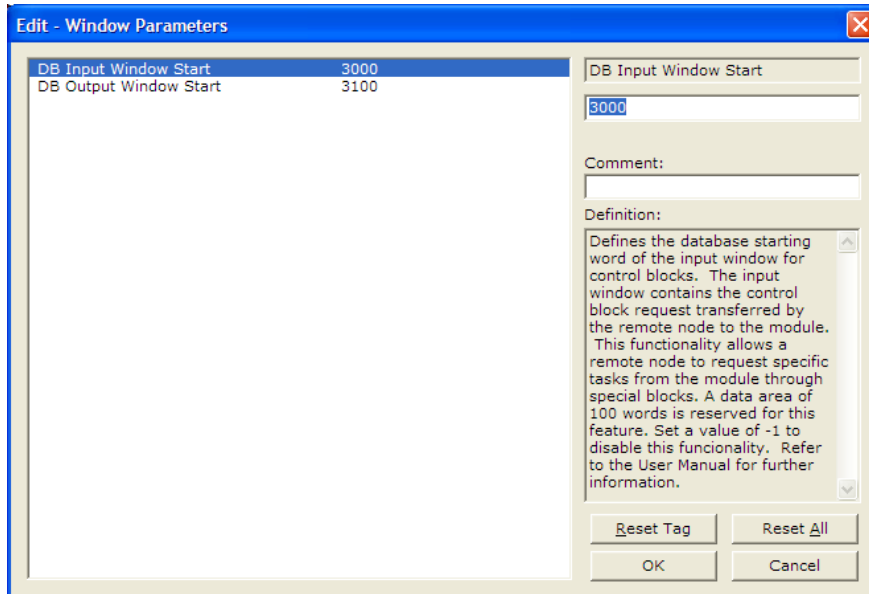 Edit - Window Parameters
DB Input Window Start 3000
DB Output Window Start 3100
DB Input Window Start
3000
Comment:
Definition:
Defines the database starting
word of the input window for
control blocks. The input
window contains the control
block request transferred by
the remote node to the module.
This functionality allows a
remote node to request specific
tasks from the module through
special blocks. A data area of
100 words is reserved for this
feature. Set a value of -1 to
disable this funcionality. Refer
to the User Manual for further
information.
Reset Tag Reset All
OK Cancel